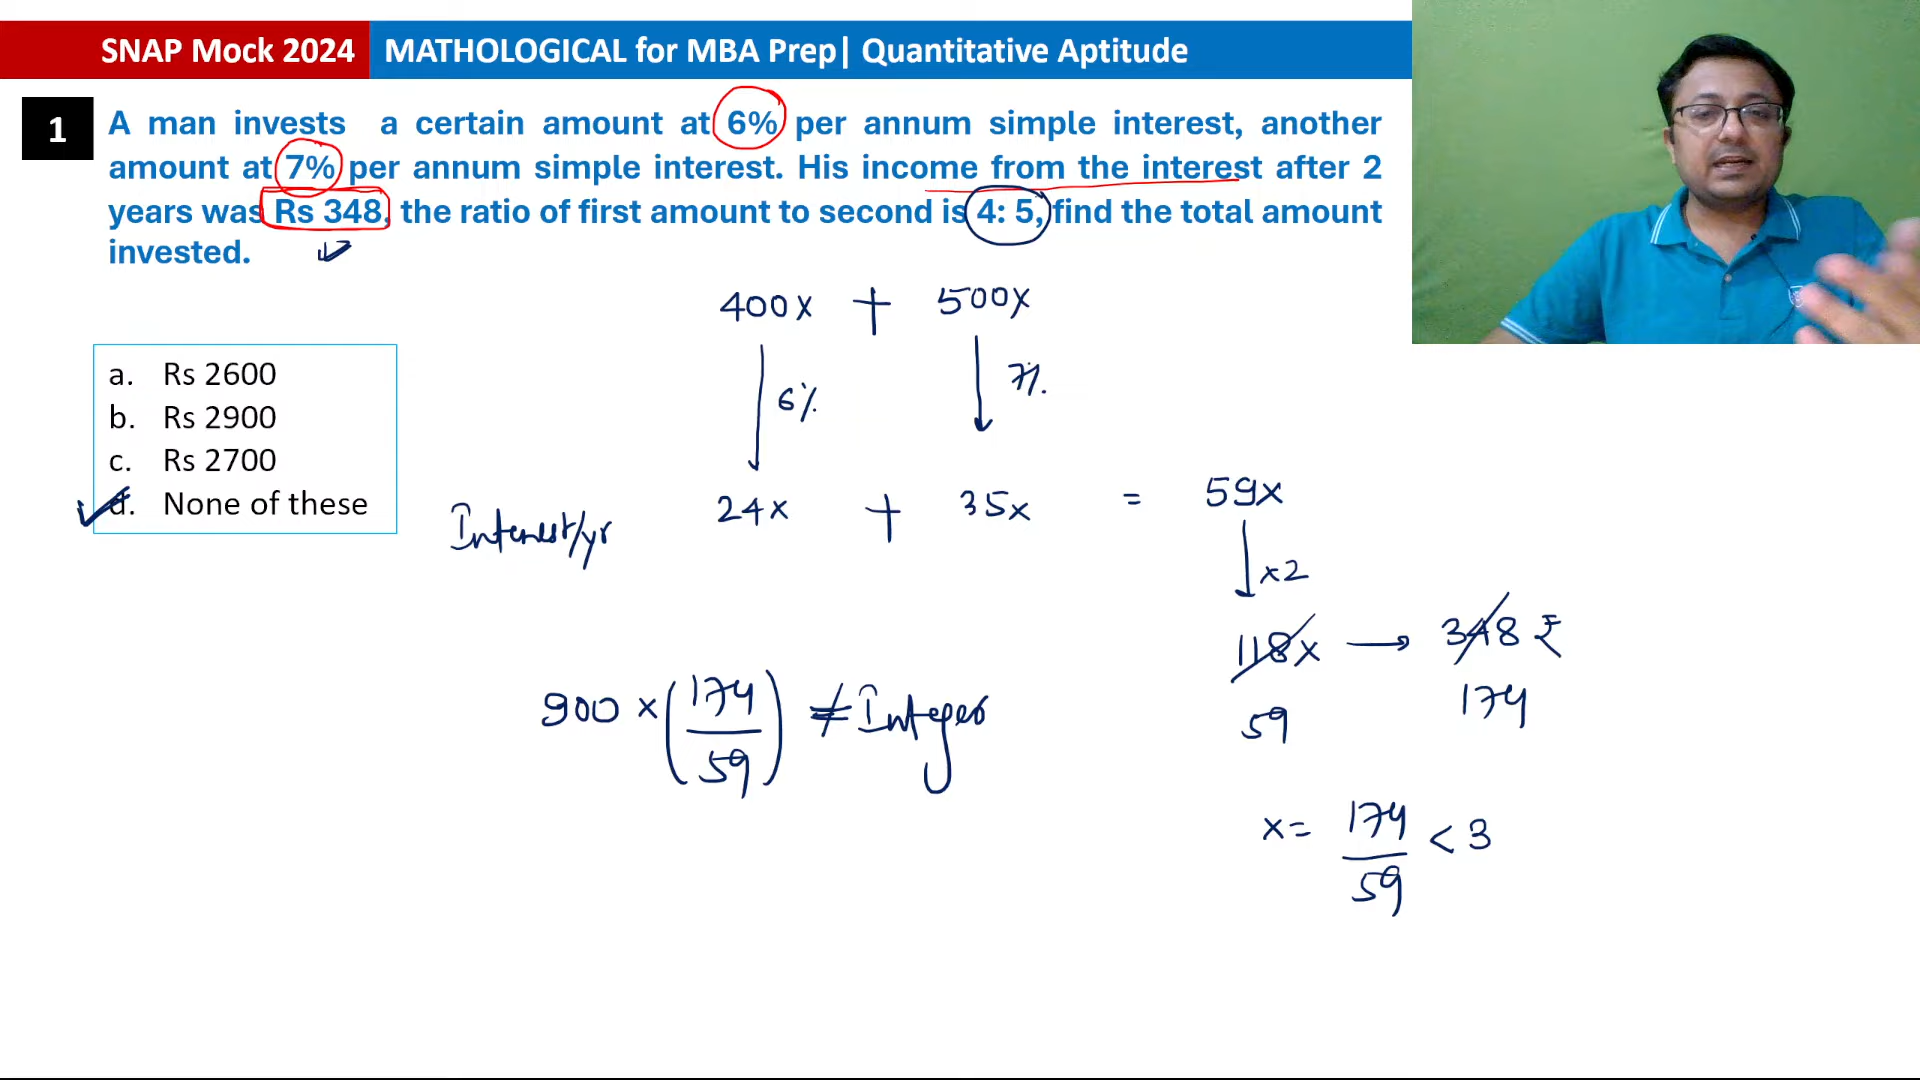 SNAP Mock 2024 MATHOLOGICAL for MBA Prep| Quantitative Aptitude
1
A man invests a certain amount at 6% per annum simple interest, another
amount at 7% per annum simple interest. His income from the interest after 2
years was Rs 348, the ratio of first amount to second is 4: 5, find the total amount
invested.
a. Rs 2600
b. Rs 2900
c. Rs 2700
d. None of these
400x + 500x
6% 7%.
Interest/yr 24x + 35x = 59x
x2
118x → 348 ₹
59 174
900 × (174/59) ≠ Integer
x = 174/59 < 3